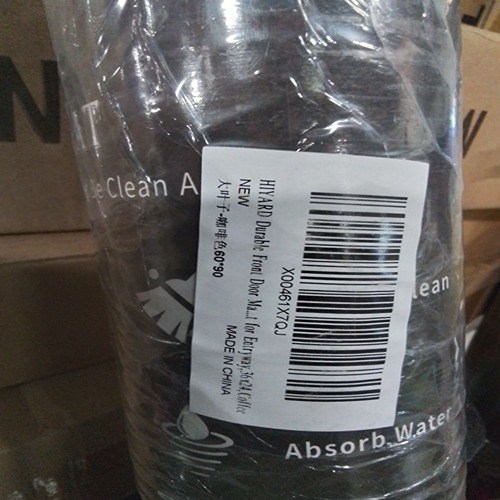 Clean A
HIYARD Durable Front Door Ma...t for Entryway,36x24,Coffee
NEW
大叶子-咖啡色60*90
MADE IN CHINA
X00461X7QJ
lean
Absorb Water